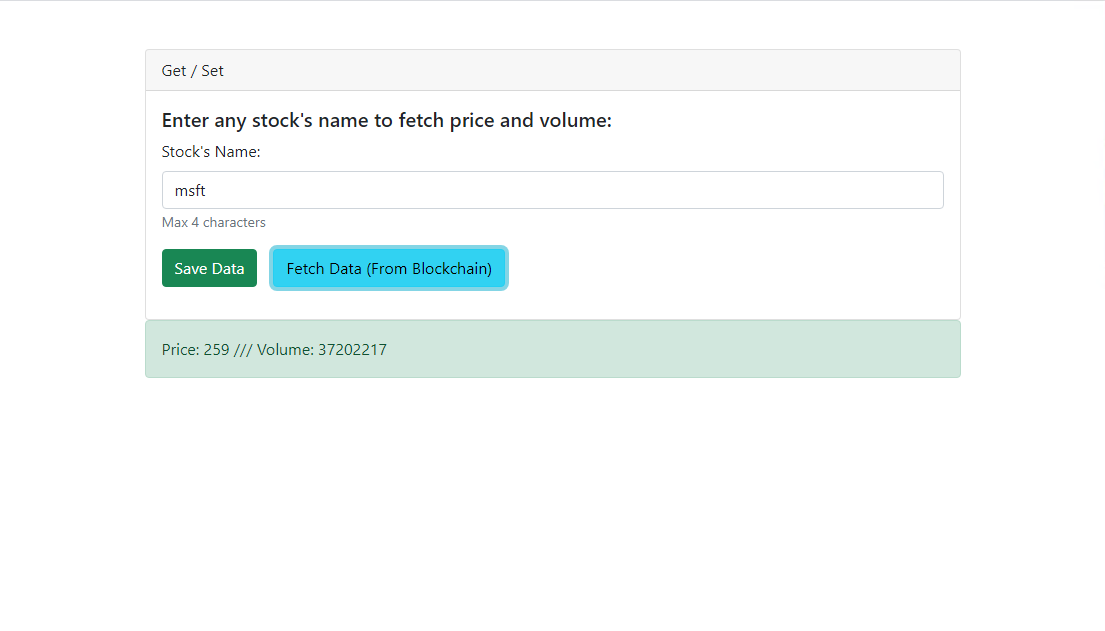 Get / Set
Enter any stock's name to fetch price and volume:
Stock's Name:
msft
Max 4 characters
Save Data Fetch Data (From Blockchain)
Price: 259 /// Volume: 37202217